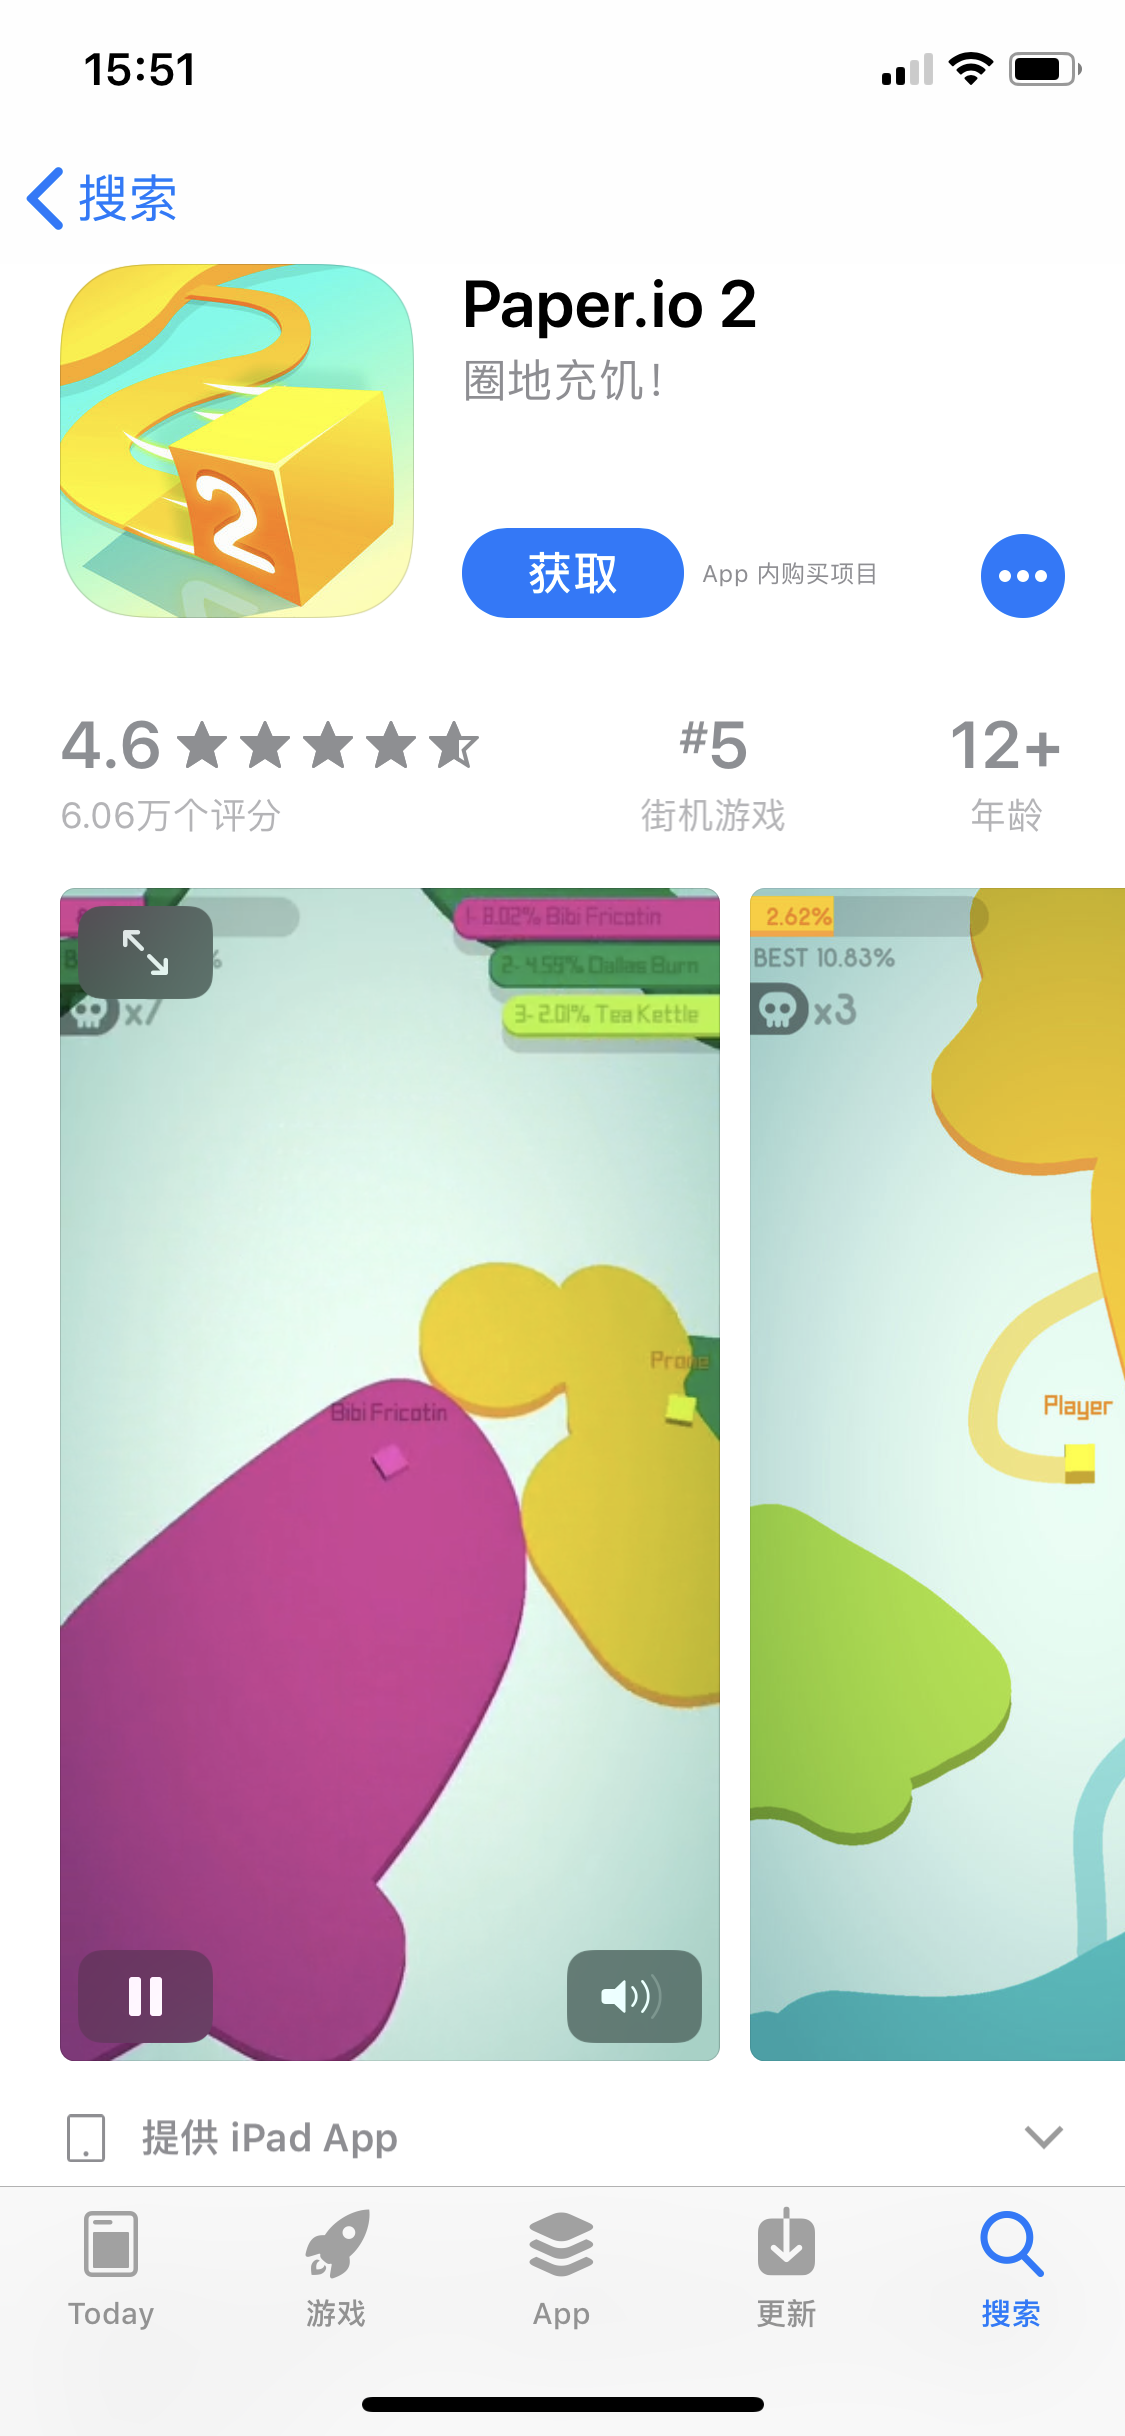 15:51
搜索
Paper.io 2
圈地充饥！
2
获取
App 内购买项目
4.6
#5
12+
6.06万个评分
街机游戏
年龄
1- 8.02% Bibi Fricotin
2- 4.55% Dallas Burn
3- 2.01% Tea Kettle
x7
Prone
Bibi Fricotin
2.62%
BEST 10.83%
x3
Player
提供 iPad App
Today
游戏
App
更新
搜索